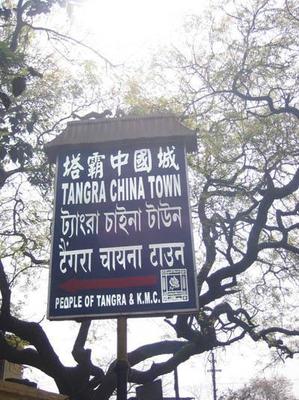 塔霸中國城
TANGRA CHINA TOWN
ট্যাংরা চাইনা টাউন
टैंगरा चायना टाउन
PEOPLE OF TANGRA & K.M.C.